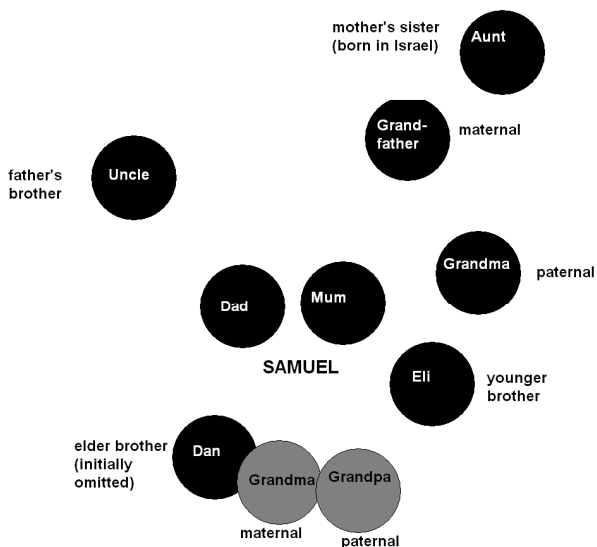 mother's sister
(born in Israel)
Aunt
Grand-
father
maternal
father's
brother
Uncle
Grandma
paternal
Dad
Mum
SAMUEL
Eli
younger
brother
elder brother
(initially
omitted)
Dan
Grandma
Grandpa
maternal
paternal